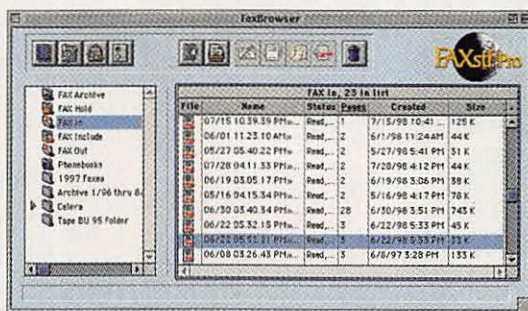 FaxBrowser
FAXstf Pro
FAX Archive
FAX Hold
FAX In
FAX Include
FAX Out
Phonebooks
1997 Faxes
Archive 1/96 thru 8/
Celera
Tape BU 95 Folder
FAX In, 23 in list
File Name Status Pages Created Size
07/15 10.39.39 PM... Read,... 1 7/15/98 10:41 ... 125 K
06/01 11.23.10 AM... Read,... 2 6/1/98 11:24 AM 44 K
05/27 05.40.22 PM... Read,... 2 5/27/98 5:41 PM 31 K
07/28 04.11.33 PM... Read,... 2 7/28/98 4:12 PM 44 K
06/19 03.05.17 PM... Read,... 2 6/19/98 3:06 PM 38 K
05/16 04.15.34 PM... Read,... 2 5/16/98 4:17 PM 78 K
06/30 03.40.34 PM... Read,... 28 6/30/98 3:51 PM 743 K
06/22 05.32.15 PM... Read,... 3 6/22/98 5:33 PM 45 K
Read,... 3 6/22/98 5:53 PM 33 K
06/08 03.26.43 PM... Read,... 3 6/8/97 3:28 PM 133 K